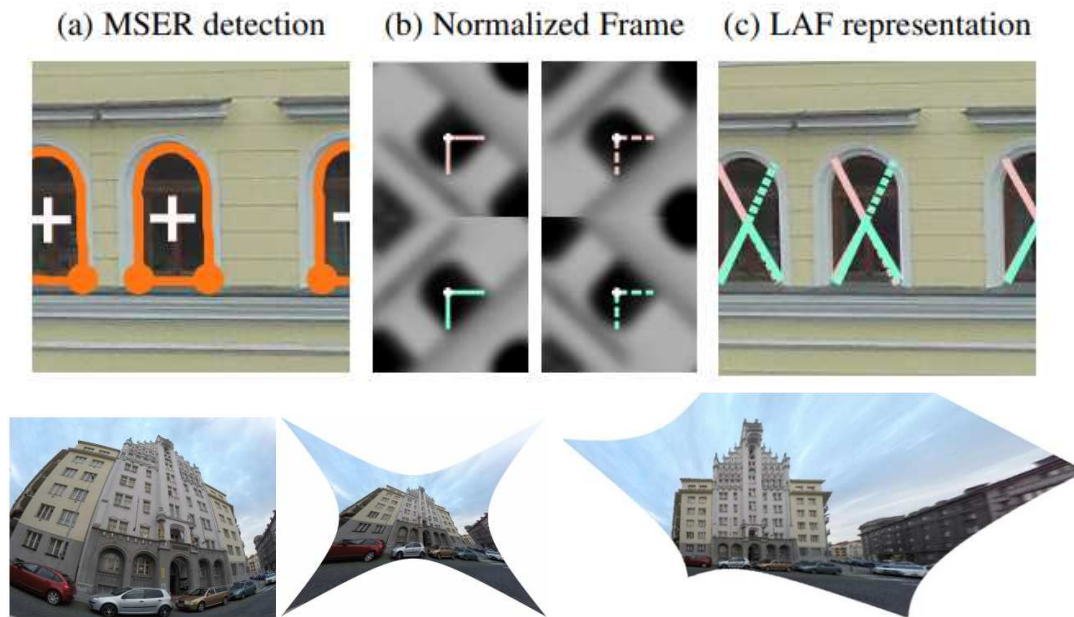 (a) MSER detection
(b) Normalized Frame
(c) LAF representation